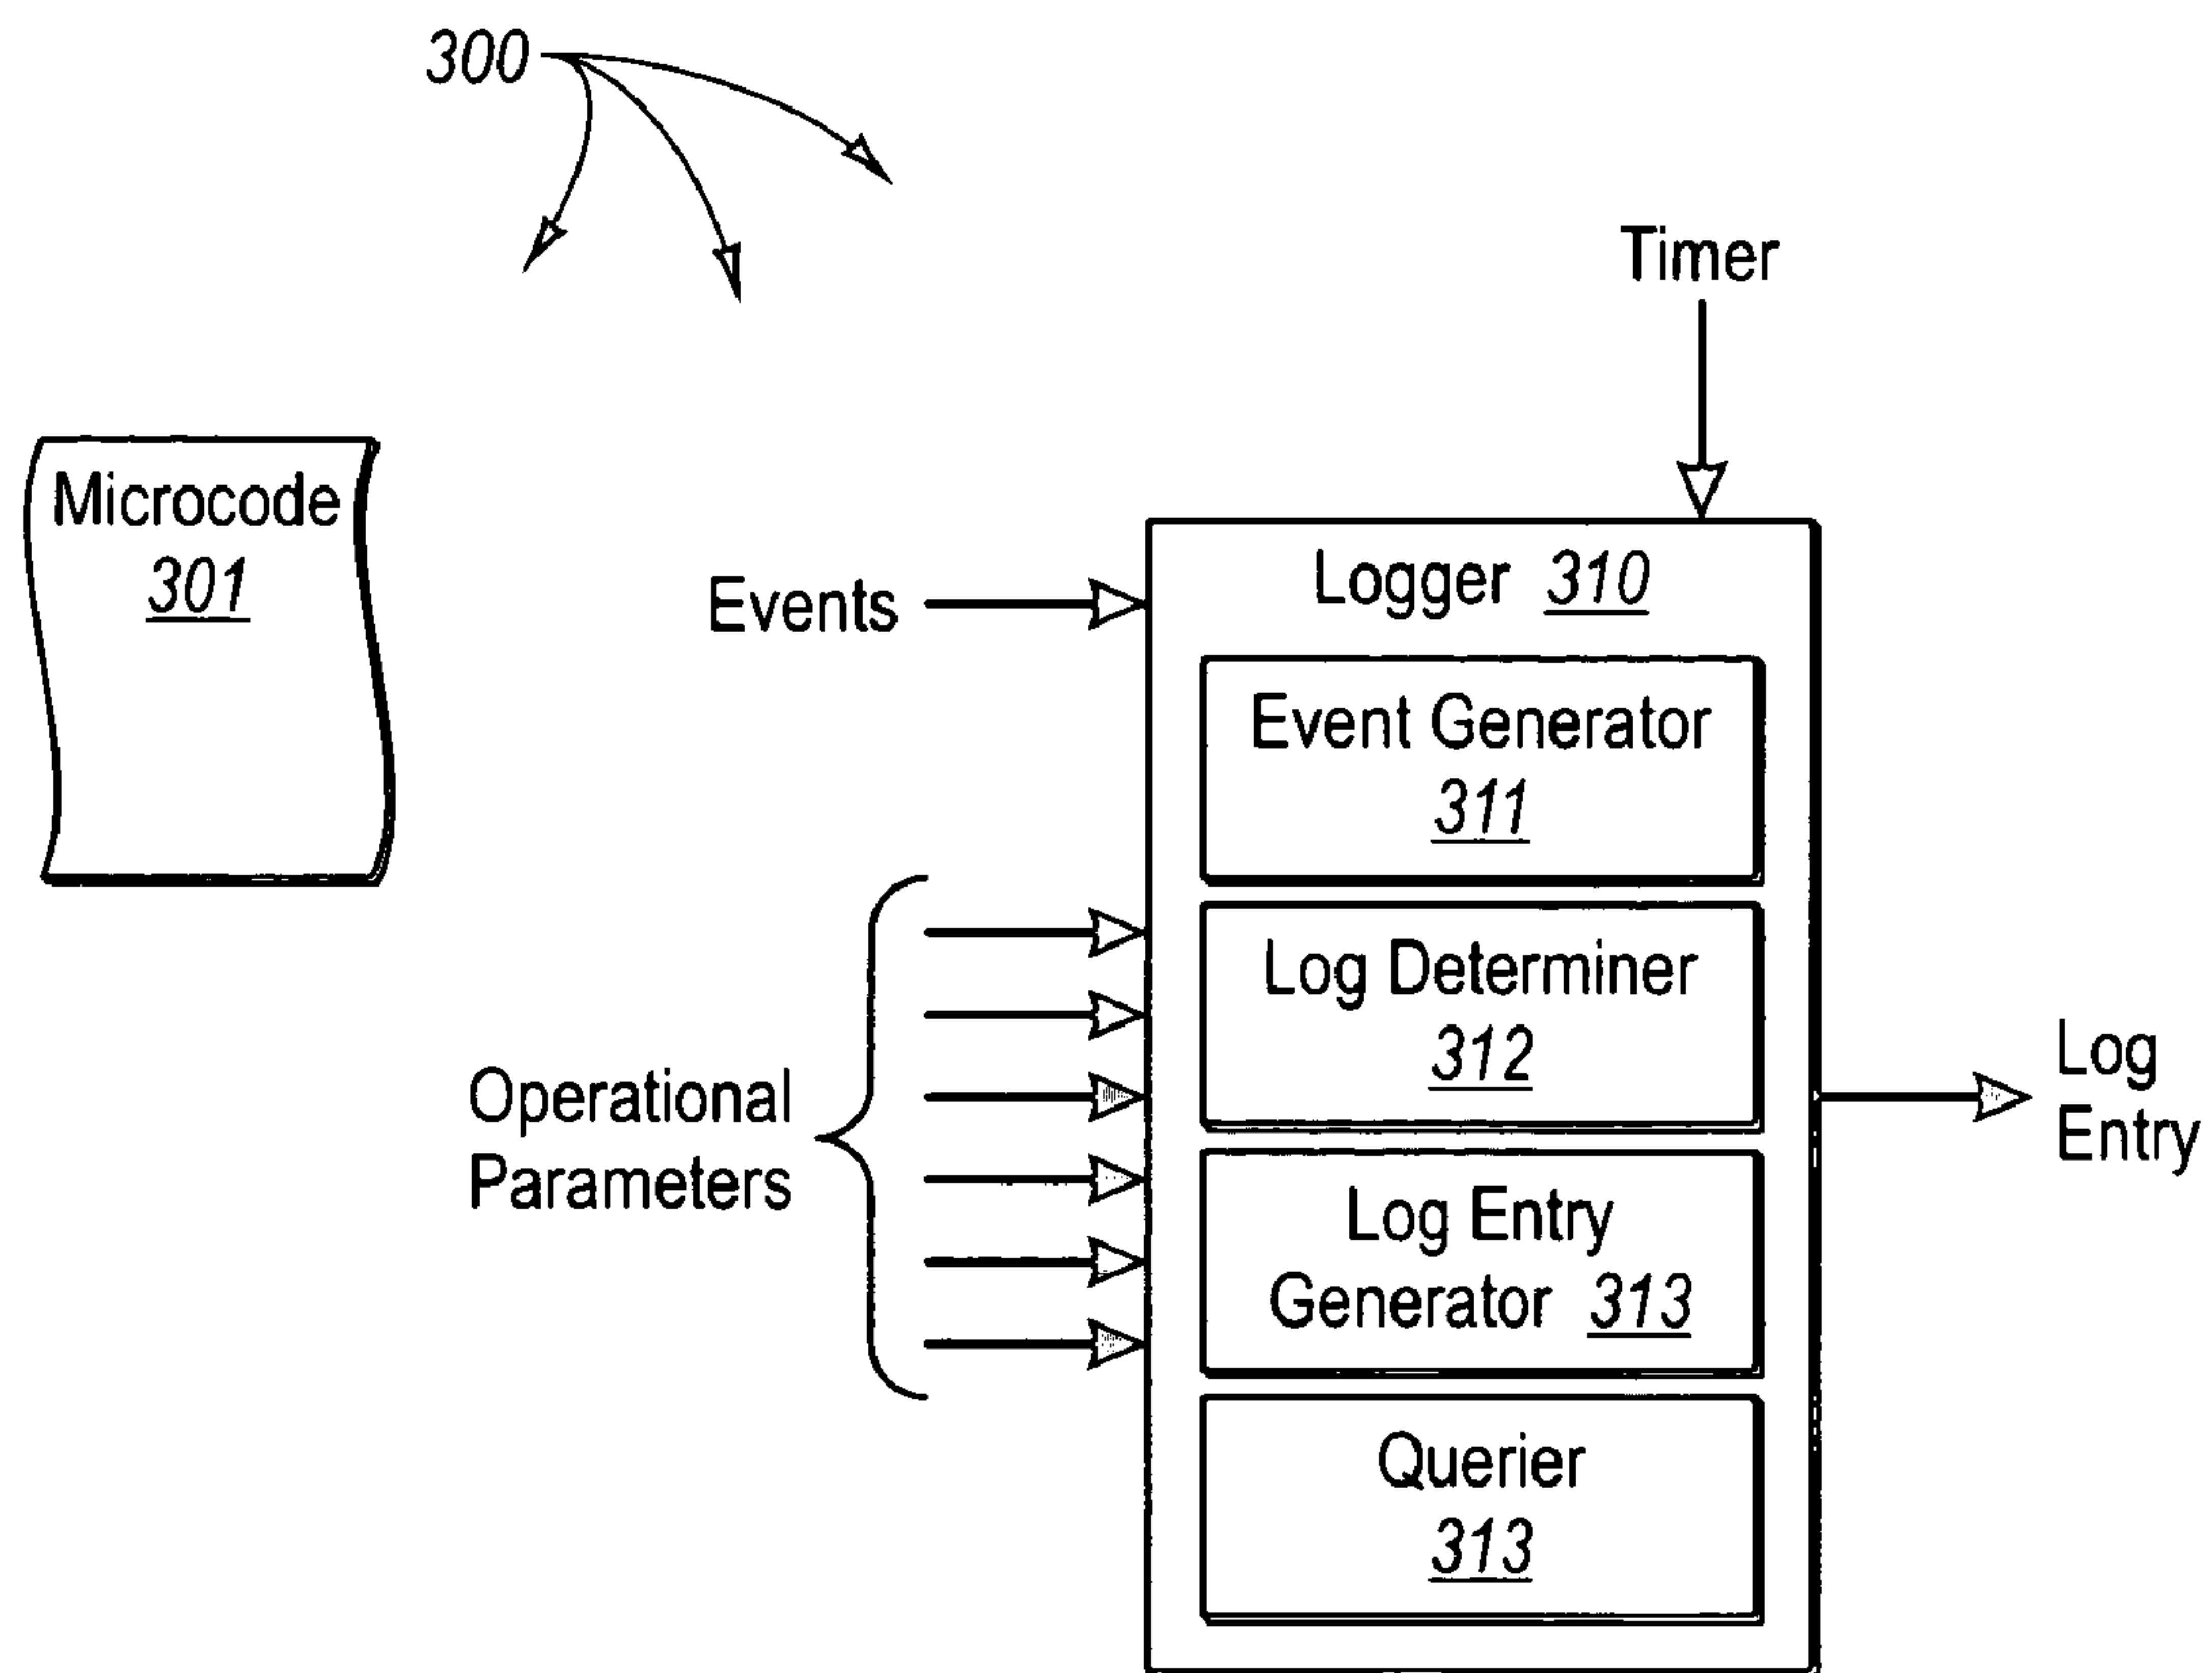 300
Timer
Microcode
301
Events
Logger 310
Event Generator
311
Log Determiner
312
Operational
Parameters
Log Entry
Generator 313
Querier
313
Log
Entry